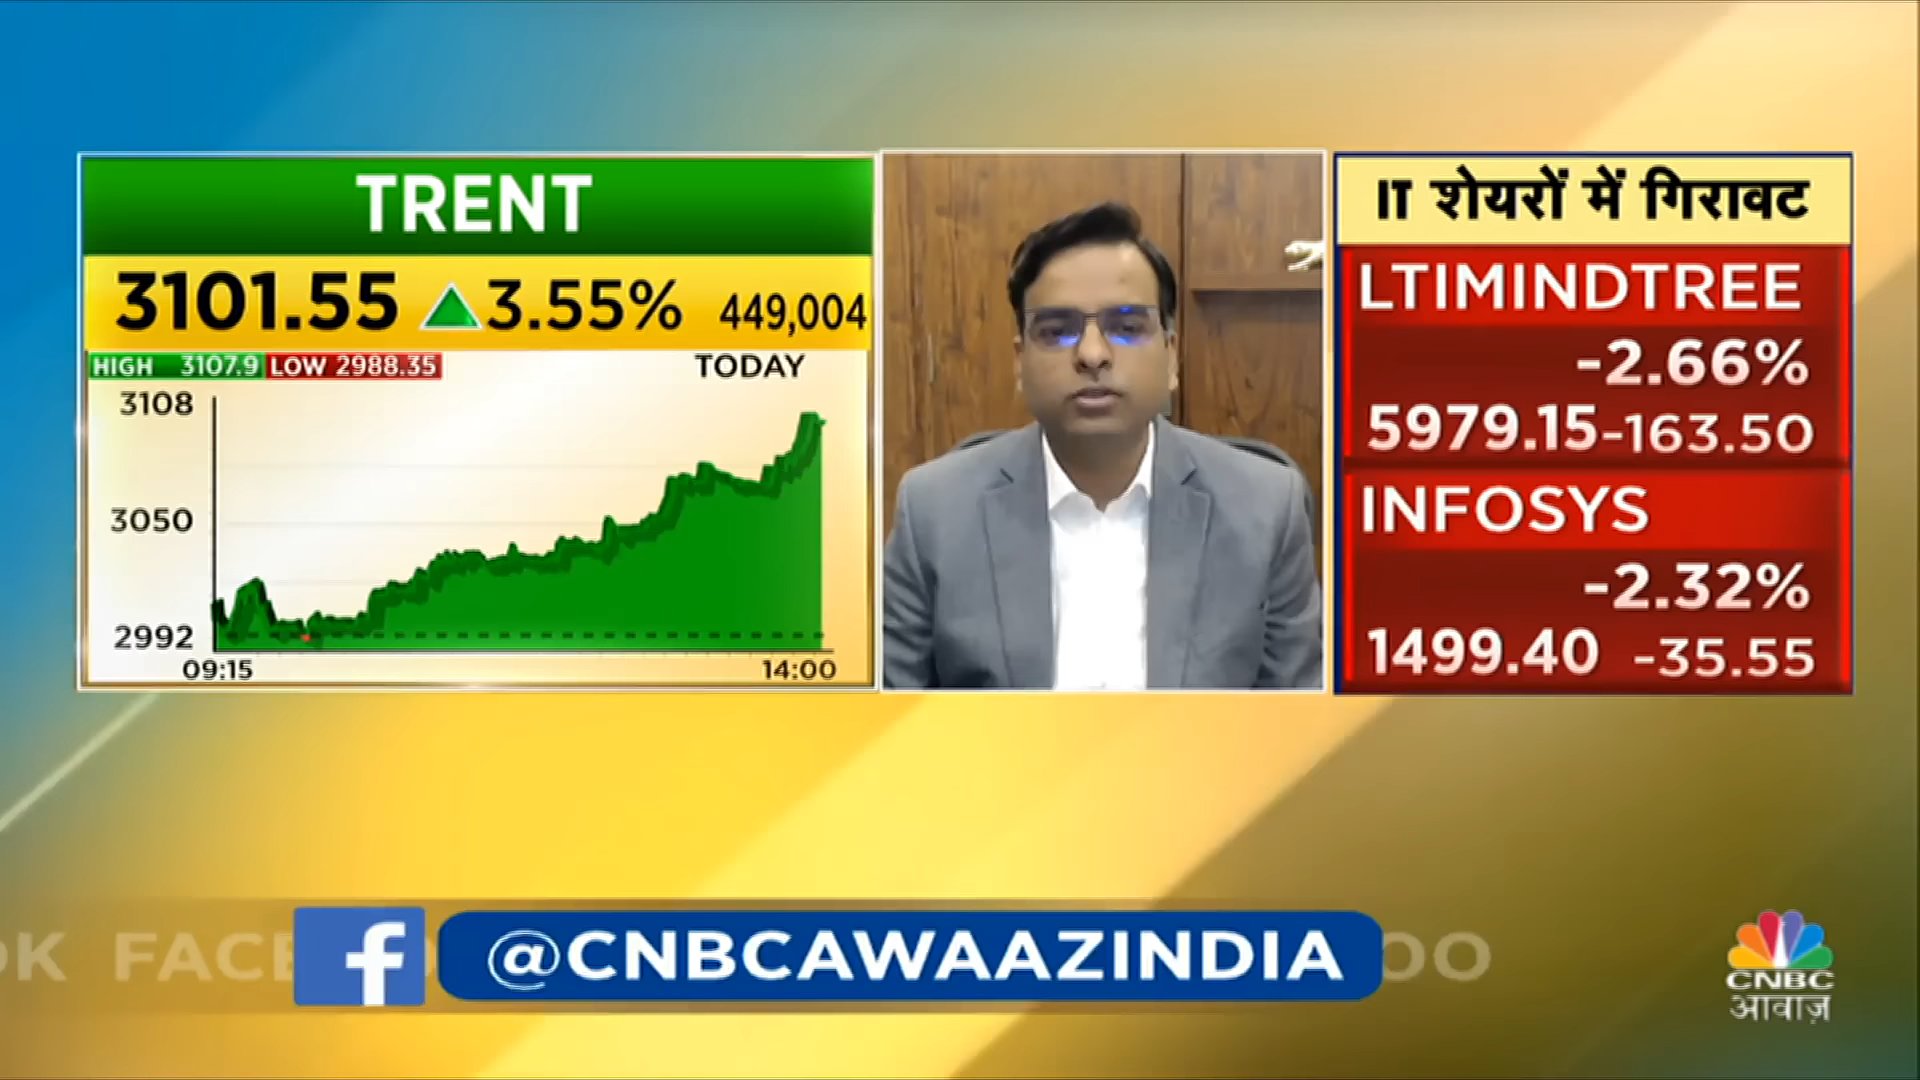 TRENT
3101.55 ▲3.55% 449,004
HIGH 3107.9 LOW 2988.35 TODAY
3108
3050
2992
09:15 14:00
IT शेयरों में गिरावट
LTIMINDTREE
-2.66%
5979.15 -163.50
INFOSYS
-2.32%
1499.40 -35.55
OK FACE OO
f @CNBCAWAAZINDIA
CNBC
आवाज़